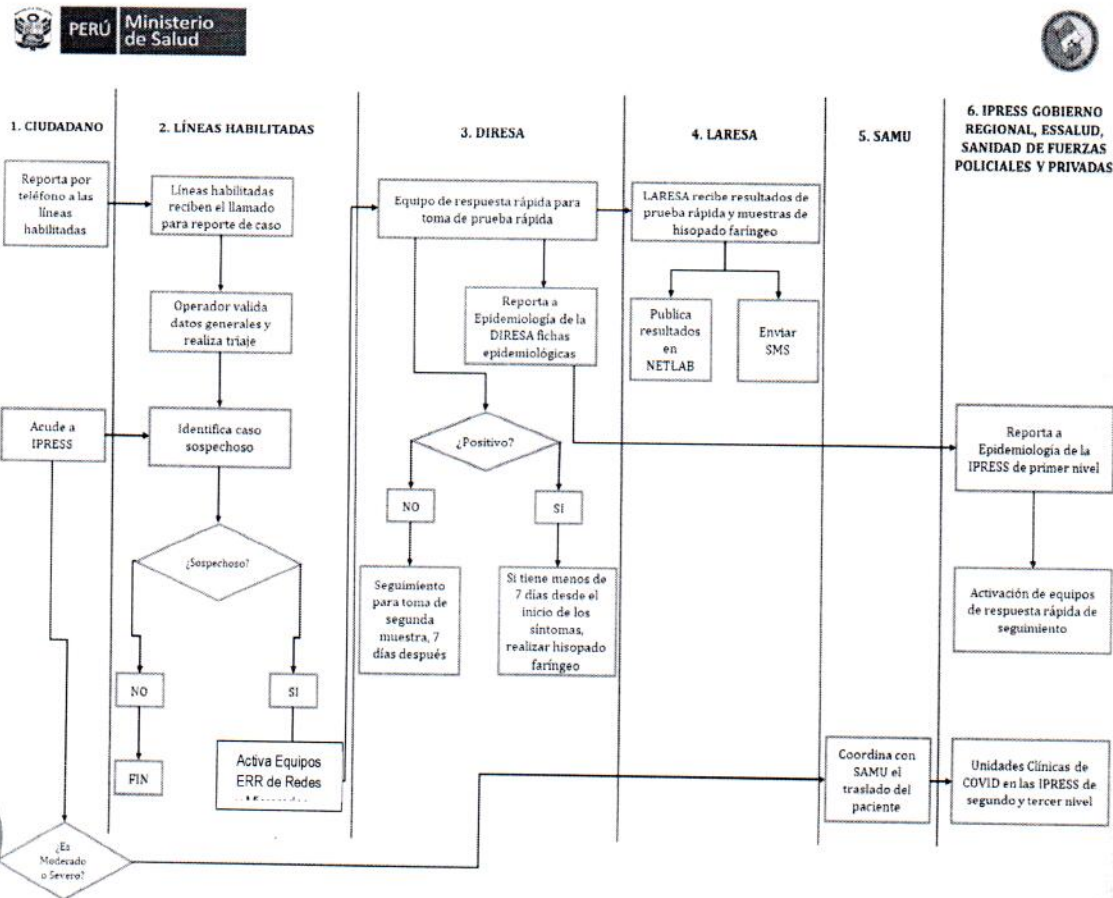 PERÚ
Ministerio
de Salud
1. CIUDADANO
2. LÍNEAS HABILITADAS
3. DIRESA
4. LARESA
5. SAMU
6. IPRESS GOBIERNO
REGIONAL, ESSALUD,
SANIDAD DE FUERZAS
POLICIALES Y PRIVADAS
Reporta por
teléfono a las
líneas
habilitadas
Líneas habilitadas
reciben el llamado
para reporte de caso
Equipo de respuesta rápida para
toma de prueba rápida
LARESA recibe resultados de
prueba rápida y muestras de
hisopado faríngeo
Operador valida
datos generales y
realiza triaje
Reporta a
Epidemiología de la
DIRESA fichas
epidemiológicas
Publica
resultados
en
NETLAB
Enviar
SMS
Acude a
IPRESS
Identifica caso
sospechoso
¿Positivo?
Reporta a
Epidemiología de la
IPRESS de primer nivel
NO
SI
¿Sospechoso?
Seguimiento
para toma de
segunda
muestra, 7
días después
Si tiene menos de
7 días desde el
inicio de los
síntomas,
realizar hisopado
faríngeo
Activación de equipos
de respuesta rápida de
seguimiento
NO
SI
FIN
Activa Equipos
ERR de Redes
Coordina con
SAMU el
traslado del
paciente
Unidades Clínicas de
COVID en las IPRESS de
segundo y tercer nivel
¿Es
Moderado
o Severo?